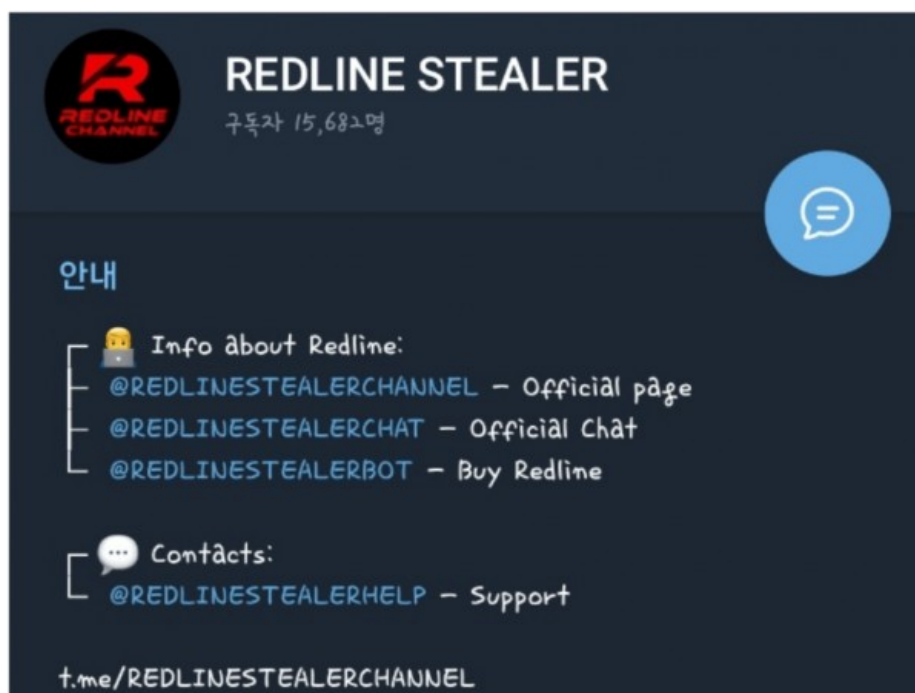 REDLINE
CHANNEL
REDLINE STEALER
구독자 15,682명
안내
Info about Redline:
@REDLINESTEALERCHANNEL – Official page
@REDLINESTEALERCHAT – Official Chat
@REDLINESTEALERBOT – Buy Redline
Contacts:
@REDLINESTEALERHELP – Support
t.me/REDLINESTEALERCHANNEL